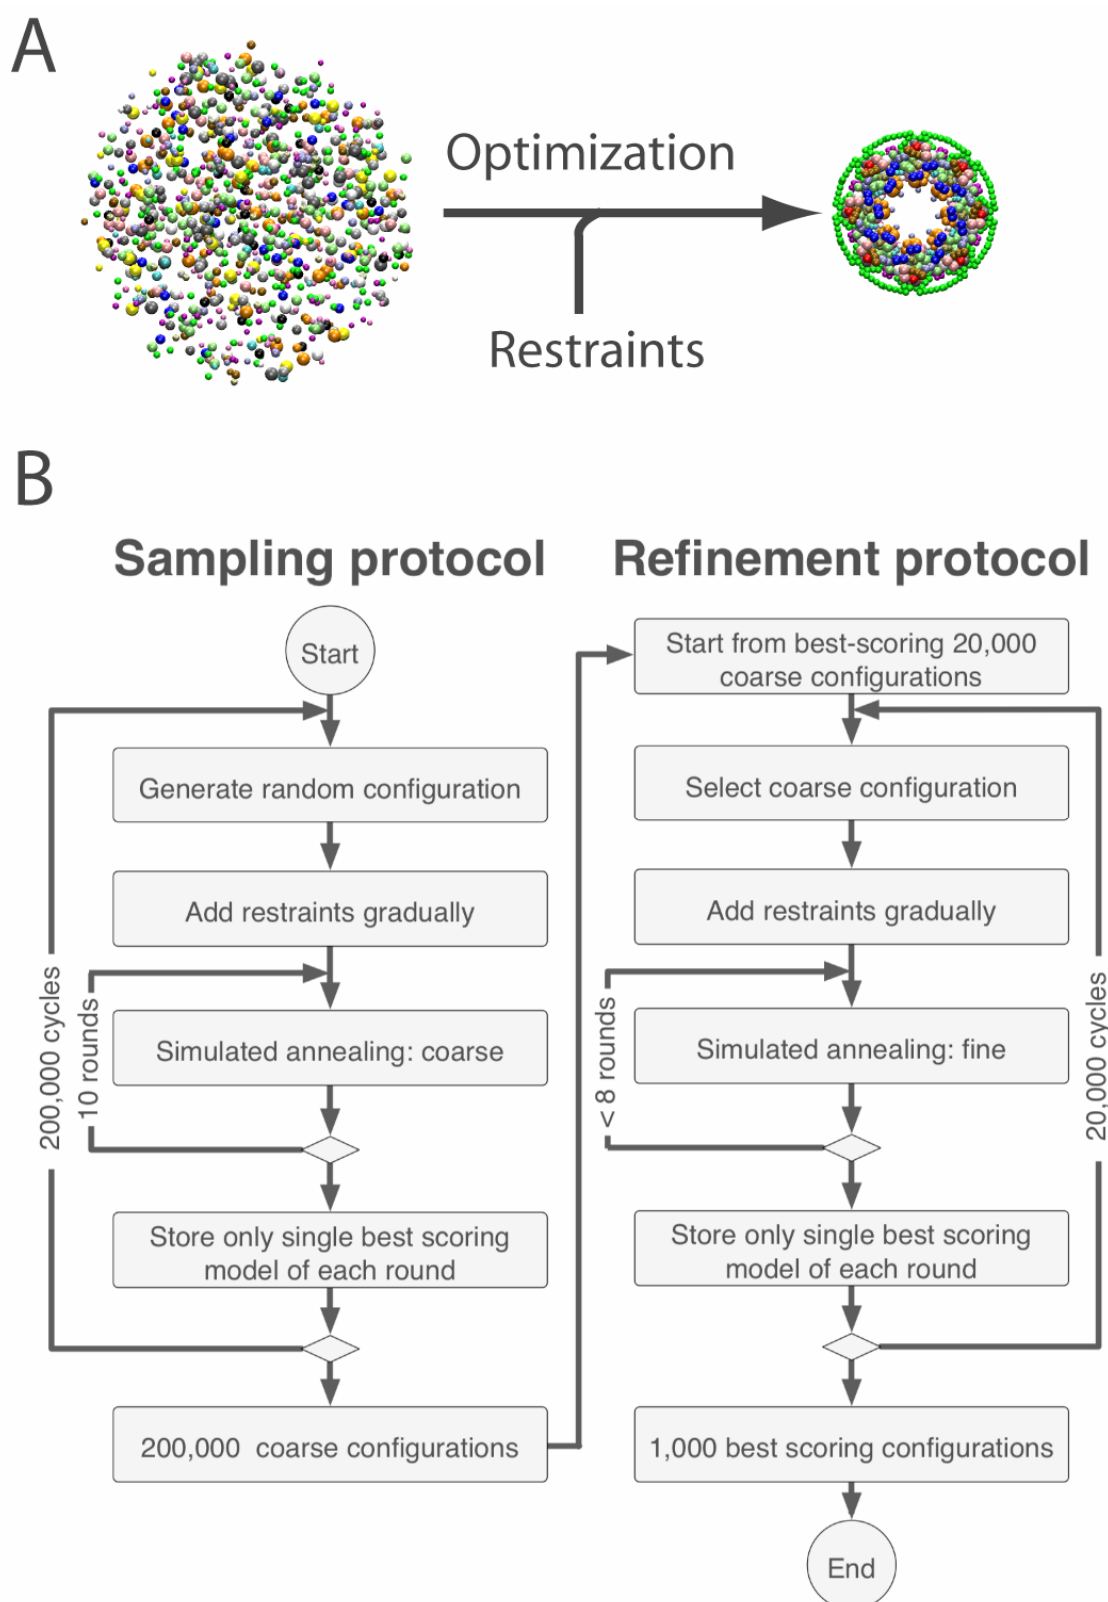 A
Optimization
Restraints
B
Sampling protocol
Start
Generate random configuration
Add restraints gradually
Simulated annealing: coarse
10 rounds
Store only single best scoring
model of each round
200,000 cycles
200,000 coarse configurations
Refinement protocol
Start from best-scoring 20,000
coarse configurations
Select coarse configuration
Add restraints gradually
Simulated annealing: fine
< 8 rounds
Store only single best scoring
model of each round
20,000 cycles
1,000 best scoring configurations
End